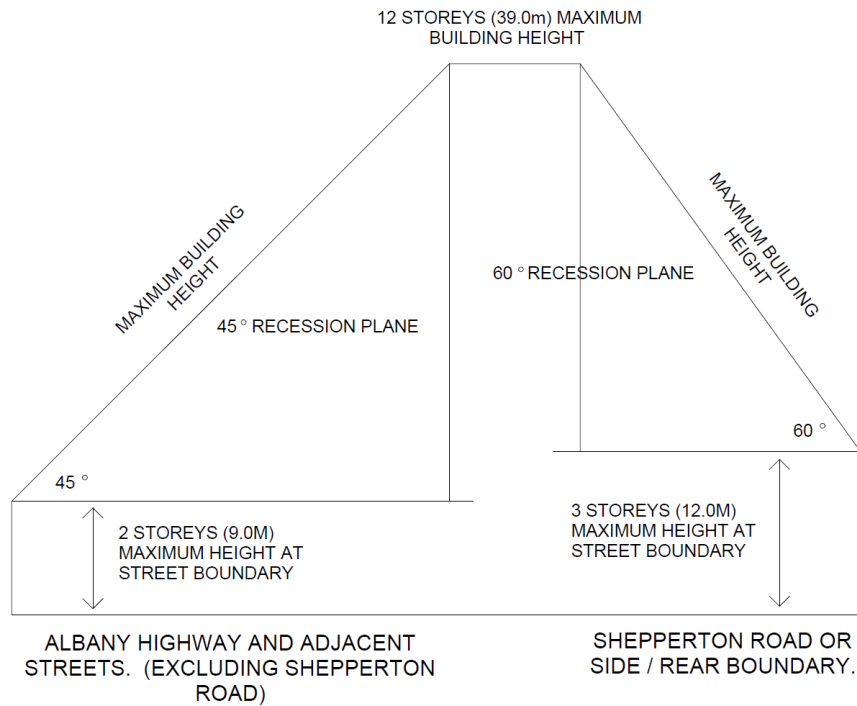 12 STOREYS (39.0m) MAXIMUM
BUILDING HEIGHT
MAXIMUM BUILDING
HEIGHT
MAXIMUM BUILDING
HEIGHT
60 ° RECESSION PLANE
45 ° RECESSION PLANE
60 °
45 °
2 STOREYS (9.0M)
MAXIMUM HEIGHT AT
STREET BOUNDARY
3 STOREYS (12.0M)
MAXIMUM HEIGHT AT
STREET BOUNDARY
ALBANY HIGHWAY AND ADJACENT
STREETS. (EXCLUDING SHEPPERTON
ROAD)
SHEPPERTON ROAD OR
SIDE / REAR BOUNDARY.